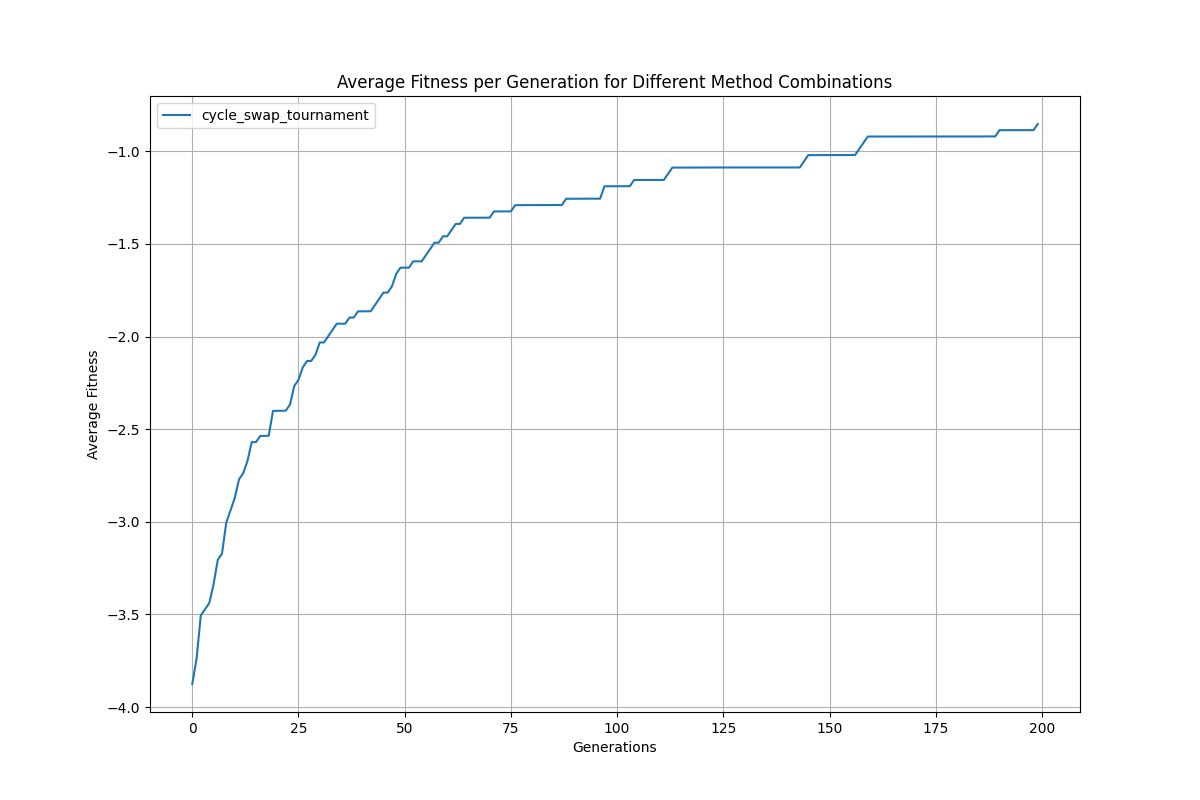 Average Fitness per Generation for Different Method Combinations
cycle_swap_tournament
−1.0
−1.5
−2.0
−2.5
−3.0
−3.5
−4.0
Average Fitness
0 25 50 75 100 125 150 175 200
Generations